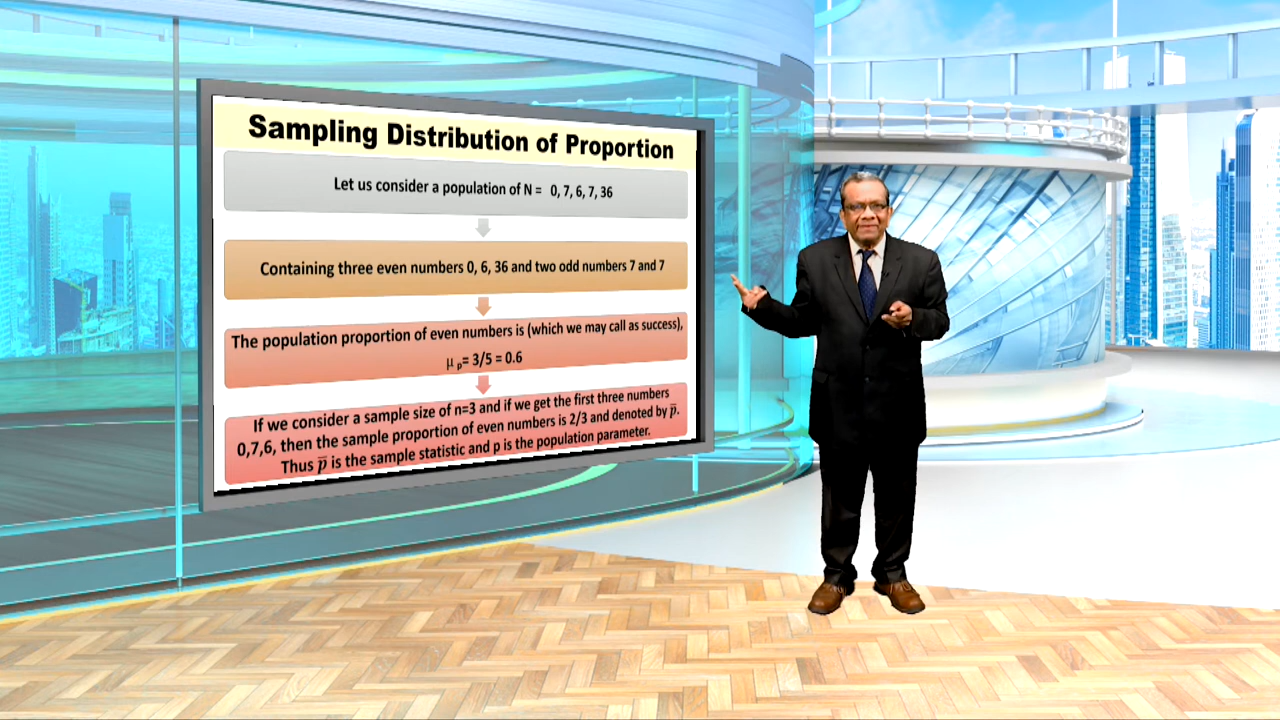 Sampling Distribution of Proportion
Let us consider a population of N = 0, 7, 6, 7, 36
Containing three even numbers 0, 6, 36 and two odd numbers 7 and 7
The population proportion of even numbers is (which we may call as success),
μ p= 3/5 = 0.6
If we consider a sample size of n=3 and if we get the first three numbers
0,7,6, then the sample proportion of even numbers is 2/3 and denoted by p̅.
Thus p̅ is the sample statistic and p is the population parameter.